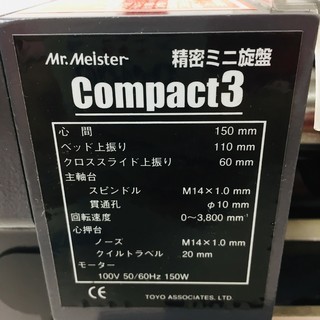 Mr.Meister 精密ミニ旋盤
Compact3
心間 150 mm
ベッド上振り 110 mm
クロススライド上振り 60 mm
主軸台
スピンドル M14×1.0 mm
貫通孔 φ10 mm
回転速度 0〜3,800 min⁻¹
心押台
ノーズ M14×1.0 mm
クイルトラベル 20 mm
モーター
100V 50/60Hz 150W
CE TOYO ASSOCIATES, LTD.